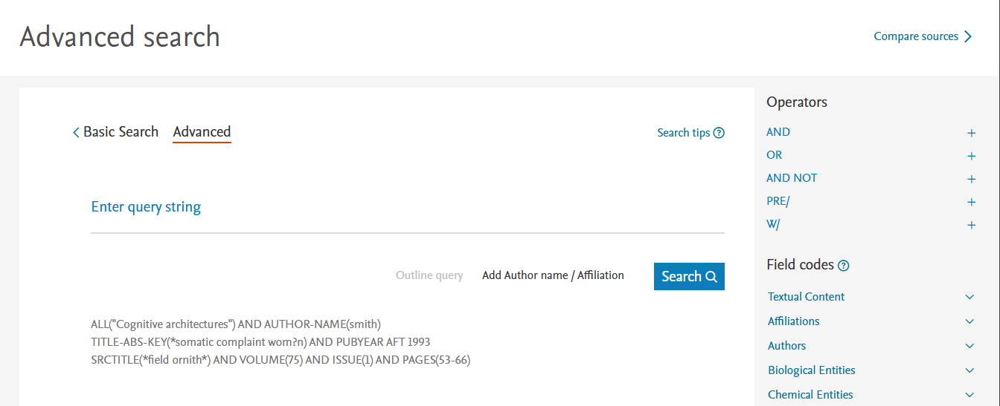 Advanced search
Compare sources
Basic Search Advanced
Search tips
Enter query string
Outline query Add Author name / Affiliation Search
ALL("Cognitive architectures") AND AUTHOR-NAME(smith)
TITLE-ABS-KEY(*somatic complaint wom?n) AND PUBYEAR AFT 1993
SRCTITLE(*field ornith*) AND VOLUME(75) AND ISSUE(1) AND PAGES(53-66)
Operators
AND +
OR +
AND NOT +
PRE/ +
W/ +
Field codes
Textual Content
Affiliations
Authors
Biological Entities
Chemical Entities